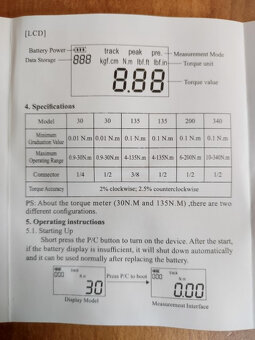 [LCD]
Battery Power
track peak pre.
Measurement Mode
Data Storage
888
kgf.cm N.m lbf.ft lbf.in
Torque unit
8.88
Torque value
4. Specifications
Model 30 30 135 135 200 340
Minimum Graduation Value 0.01 N.m 0.01 N.m 0.1 N.m 0.1 N.m 0.1 N.m 0.1 N.m
Maximum Operating Range 0.9-30N.m 0.9-30N.m 4-135N.m 4-135N.m 6-200N.m 10-340N.m
Connector 1/4 1/2 3/8 1/2 1/2 1/2
Torque Accuracy 2% clockwise; 2.5% counterclockwise
PS: About the torque meter (30N.M and 135N.M) ,there are two
different configurations.
5. Operating instructions
5.1. Starting Up
Short press the P/C button to turn on the device. After the start,
if the battery display is insufficient, it will shut down automatically
and it can be used normally after replacing the battery.
000 track
N.m
30
Press P/C to boot
000 track
N.m
0.00
Display Model
Measurement Interface